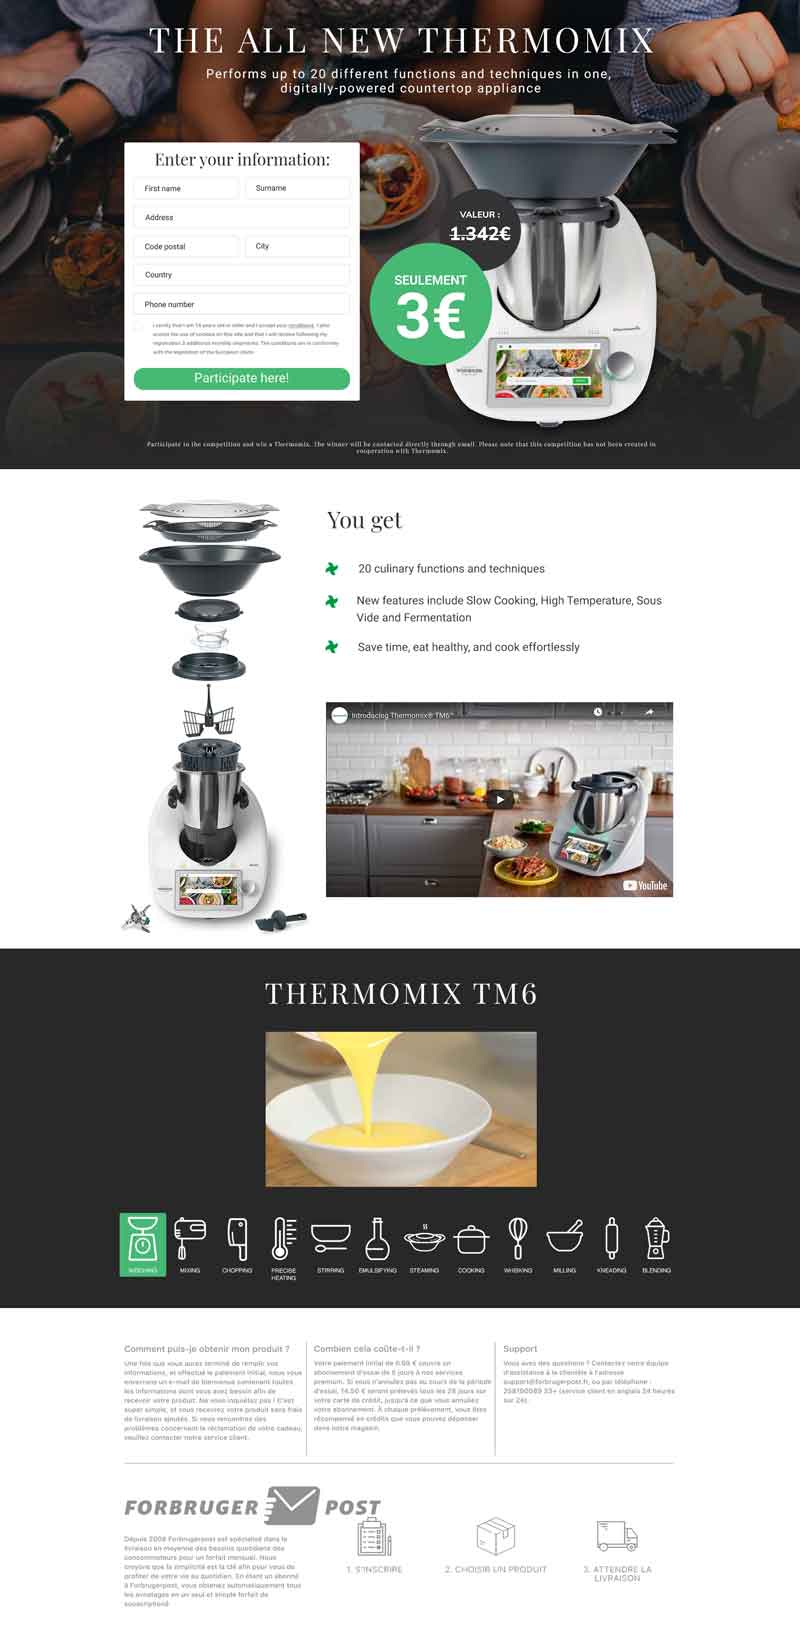 THE ALL NEW THERMOMIX
Performs up to 20 different functions and techniques in one,
digitally-powered countertop appliance
Enter your information:
First name
Surname
Address
Code postal
City
Country
Phone number
I certify that I am 18 years old or older and I accept your conditions. I also
accept the use of cookies on this site and that I will receive following my
registration 3 additional monthly shipments. The conditions are in conformity
with the legislation of the European Union.
Participate here!
VALEUR :
1.342€
SEULEMENT
3€
thermomix
VORWERK
Participate in the competition and win a Thermomix. The winner will be contacted directly through email. Please note that this competition has not been created in
cooperation with Thermomix.
You get
20 culinary functions and techniques
New features include Slow Cooking, High Temperature, Sous
Vide and Fermentation
Save time, eat healthy, and cook effortlessly
Introducing Thermomix® TM6™
YouTube
THERMOMIX TM6
WEIGHING
MIXING
CHOPPING
PRECISE
HEATING
STIRRING
EMULSIFYING
STEAMING
COOKING
WHISKING
MILLING
KNEADING
BLENDING
Comment puis-je obtenir mon produit ?
Une fois que vous aurez terminé de remplir vos
informations, et effectué le paiement initial, nous vous
enverrons un e-mail de bienvenue contenant toutes
les informations dont vous avez besoin afin de
recevoir votre produit. Ne vous inquiétez pas ! C'est
super simple, et vous recevrez votre produit sans frais
de livraison ajoutés. Si vous rencontrez des
problèmes concernant la réclamation de votre cadeau,
veuillez contacter notre service client.
Combien cela coûte-t-il ?
Votre paiement initial de 0.99 € couvre un
abonnement d'essai de 5 jours à nos services
premium. Si vous n'annulez pas au cours de la période
d'essai, 14.50 € seront prélevés tous les 28 jours sur
votre carte de crédit, jusqu'à ce que vous annuliez
votre abonnement. À chaque prélèvement, vous êtes
récompensé en crédits que vous pouvez dépenser
dans notre magasin.
Support
Vous avez des questions ? Contactez notre équipe
d'assistance à la clientèle à l'adresse
support@forbrugerpost.fr, ou par téléphone :
258790089 33+ (service client en anglais 24 heures
sur 24).
FORBRUGER POST
Depuis 2008 Forbrugerpost est spécialisé dans la
livraison en moyenne des besoins quotidiens des
consommateurs pour un forfait mensuel. Nous
croyons que la simplicité est la clé afin pour vous de
profiter de votre vie au quotidien. En étant un abonné
à Forbrugerpost, vous obtenez automatiquement tous
les avantages en un seul et simple forfait de
souscription!
1. S'INSCRIRE
2. CHOISIR UN PRODUIT
3. ATTENDRE LA
LIVRAISON